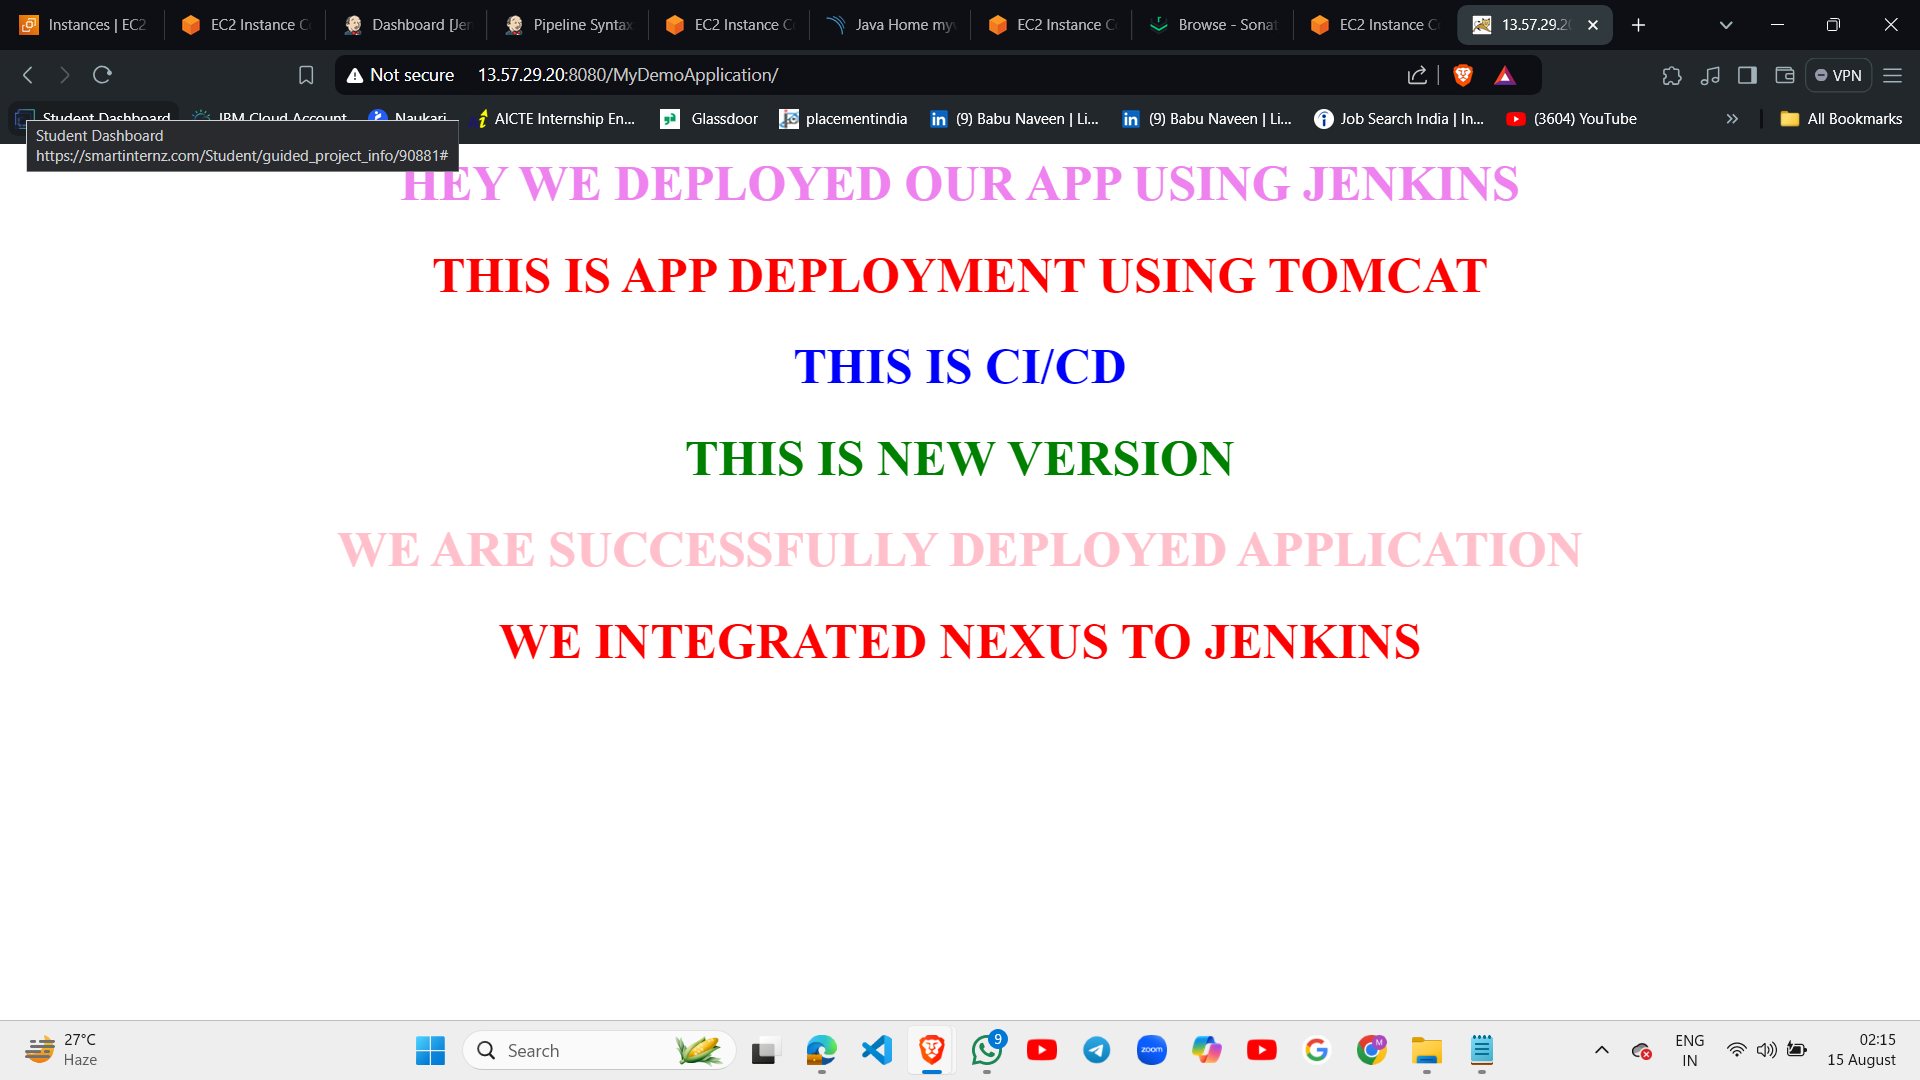 Instances | EC2
EC2 Instance C
Dashboard [Jen
Pipeline Syntax
EC2 Instance C
Java Home my
EC2 Instance C
Browse - Sonat
EC2 Instance C
13.57.29.20
Not secure 13.57.29.20:8080/MyDemoApplication/
VPN
Student Dashboard
IBM Cloud Account
Naukari
AICTE Internship En...
Glassdoor
placementindia
(9) Babu Naveen | Li...
(9) Babu Naveen | Li...
Job Search India | In...
(3604) YouTube
All Bookmarks
Student Dashboard
https://smartinternz.com/Student/guided_project_info/90881#
HEY WE DEPLOYED OUR APP USING JENKINS
THIS IS APP DEPLOYMENT USING TOMCAT
THIS IS CI/CD
THIS IS NEW VERSION
WE ARE SUCCESSFULLY DEPLOYED APPLICATION
WE INTEGRATED NEXUS TO JENKINS
27°C
Haze
Search
9
zoom
M
ENG
IN
02:15
15 August